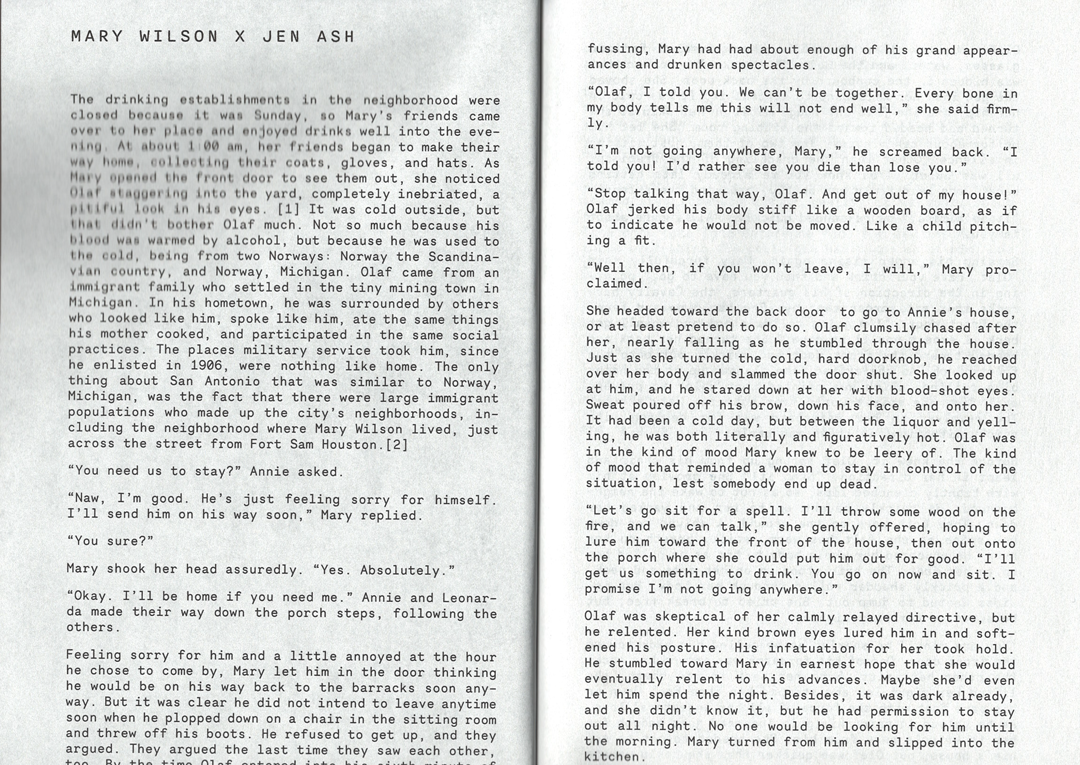 MARY WILSON X JEN ASH
The drinking establishments in the neighborhood were
closed because it was Sunday, so Mary's friends came
over to her place and enjoyed drinks well into the eve-
ning. At about 1:00 am, her friends began to make their
way home, collecting their coats, gloves, and hats. As
Mary opened the front door to see them out, she noticed
Olaf staggering into the yard, completely inebriated, a
pitiful look in his eyes. [1] It was cold outside, but
that didn't bother Olaf much. Not so much because his
blood was warmed by alcohol, but because he was used to
the cold, being from two Norways: Norway the Scandina-
vian country, and Norway, Michigan. Olaf came from an
immigrant family who settled in the tiny mining town in
Michigan. In his hometown, he was surrounded by others
who looked like him, spoke like him, ate the same things
his mother cooked, and participated in the same social
practices. The places military service took him, since
he enlisted in 1906, were nothing like home. The only
thing about San Antonio that was similar to Norway,
Michigan, was the fact that there were large immigrant
populations who made up the city's neighborhoods, in-
cluding the neighborhood where Mary Wilson lived, just
across the street from Fort Sam Houston.[2]
“You need us to stay?” Annie asked.
“Naw, I'm good. He's just feeling sorry for himself.
I'll send him on his way soon,” Mary replied.
“You sure?”
Mary shook her head assuredly. “Yes. Absolutely.”
“Okay. I'll be home if you need me.” Annie and Leonar-
da made their way down the porch steps, following the
others.
Feeling sorry for him and a little annoyed at the hour
he chose to come by, Mary let him in the door thinking
he would be on his way back to the barracks soon any-
way. But it was clear he did not intend to leave anytime
soon when he plopped down on a chair in the sitting room
and threw off his boots. He refused to get up, and they
argued. They argued the last time they saw each other,
too. By the time Olaf entered into his sixth minute of
fussing, Mary had had about enough of his grand appear-
ances and drunken spectacles.
“Olaf, I told you. We can't be together. Every bone in
my body tells me this will not end well,” she said firm-
ly.
“I'm not going anywhere, Mary,” he screamed back. “I
told you! I'd rather see you die than lose you.”
“Stop talking that way, Olaf. And get out of my house!”
Olaf jerked his body stiff like a wooden board, as if
to indicate he would not be moved. Like a child pitch-
ing a fit.
“Well then, if you won't leave, I will,” Mary pro-
claimed.
She headed toward the back door to go to Annie's house,
or at least pretend to do so. Olaf clumsily chased after
her, nearly falling as he stumbled through the house.
Just as she turned the cold, hard doorknob, he reached
over her body and slammed the door shut. She looked up
at him, and he stared down at her with blood-shot eyes.
Sweat poured off his brow, down his face, and onto her.
It had been a cold day, but between the liquor and yell-
ing, he was both literally and figuratively hot. Olaf was
in the kind of mood Mary knew to be leery of. The kind
of mood that reminded a woman to stay in control of the
situation, lest somebody end up dead.
“Let's go sit for a spell. I'll throw some wood on the
fire, and we can talk,” she gently offered, hoping to
lure him toward the front of the house, then out onto
the porch where she could put him out for good. “I'll
get us something to drink. You go on now and sit. I
promise I'm not going anywhere.”
Olaf was skeptical of her calmly relayed directive, but
he relented. Her kind brown eyes lured him in and soft-
ened his posture. His infatuation for her took hold.
He stumbled toward Mary in earnest hope that she would
eventually relent to his advances. Maybe she'd even
let him spend the night. Besides, it was dark already,
and she didn't know it, but he had permission to stay
out all night. No one would be looking for him until
the morning. Mary turned from him and slipped into the
kitchen.